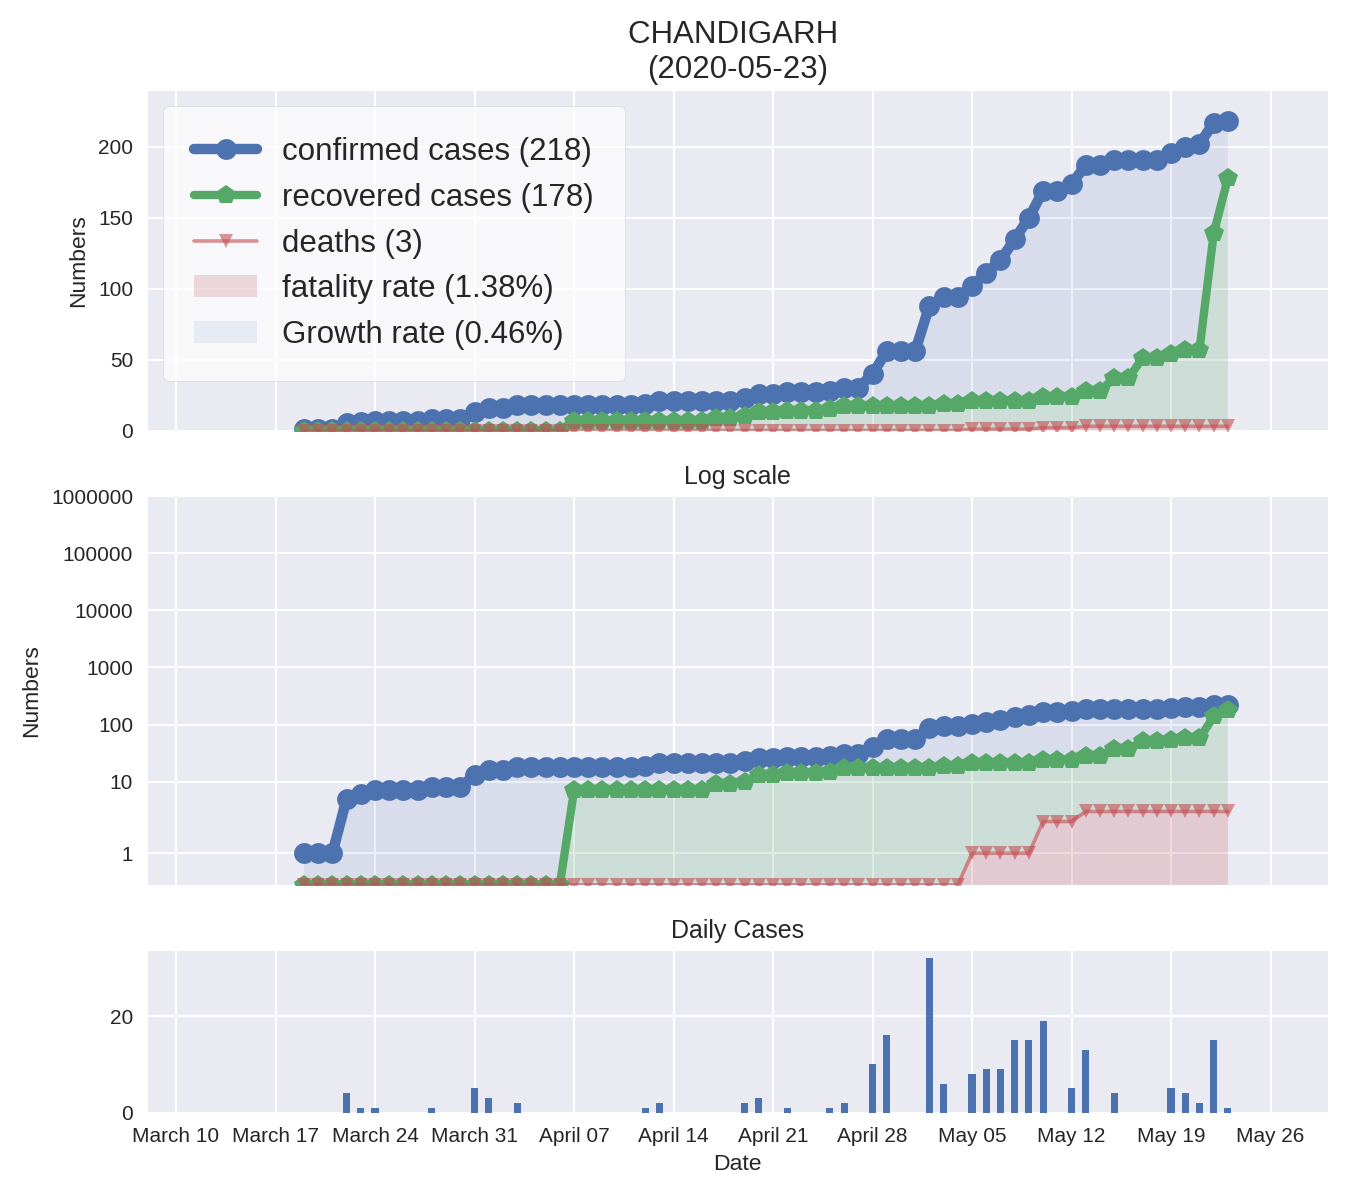 CHANDIGARH
(2020-05-23)
confirmed cases (218)
recovered cases (178)
deaths (3)
fatality rate (1.38%)
Growth rate (0.46%)
Numbers
200
150
100
50
0
Log scale
Numbers
1000000
100000
10000
1000
100
10
1
Daily Cases
20
0
March 10 March 17 March 24 March 31 April 07 April 14 April 21 April 28 May 05 May 12 May 19 May 26
Date